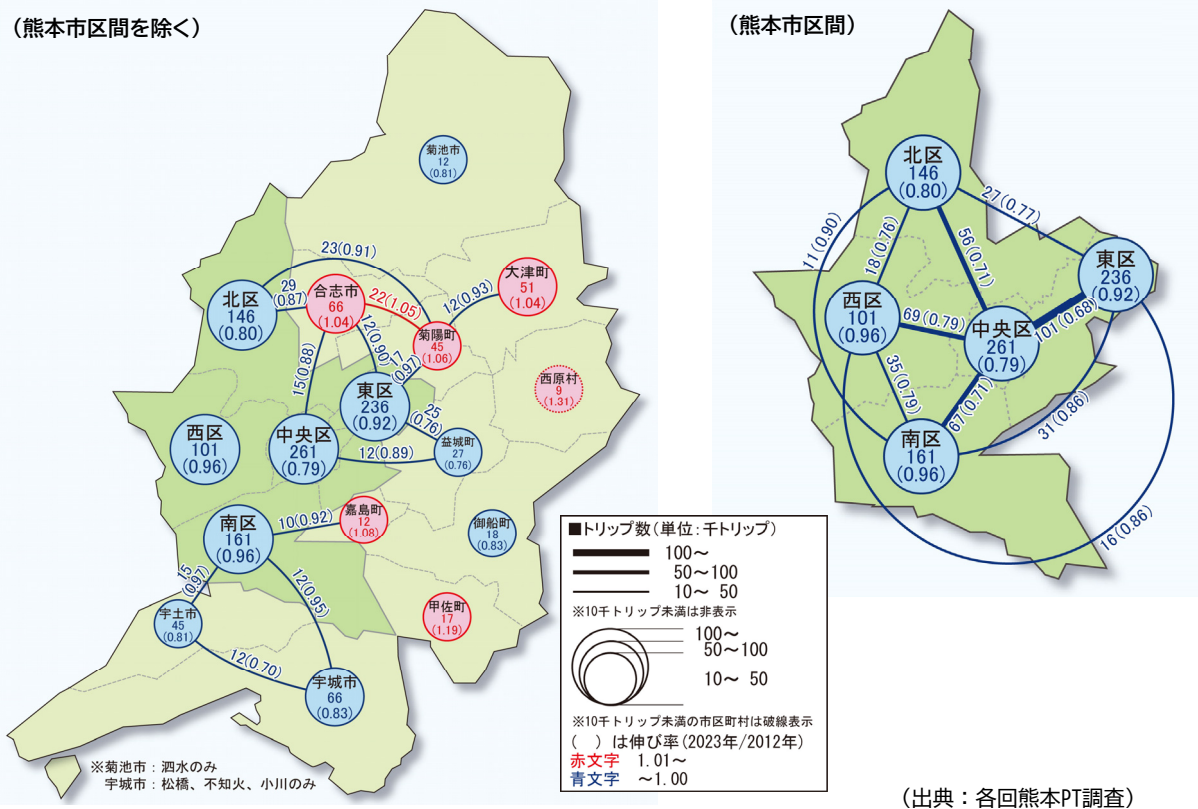 (熊本市区間を除く)
菊池市
12
(0.81)
23(0.91)
大津町
51
(1.04)
29
(0.87)
合志市
66
(1.04)
22(1.05)
12(0.93)
北区
146
(0.80)
菊陽町
45
(1.06)
12(0.90)
17
(0.97)
15(0.88)
西原村
9
(1.31)
東区
236
(0.92)
25
(0.76)
西区
101
(0.96)
中央区
261
(0.79)
12(0.89)
益城町
27
(0.76)
嘉島町
12
(1.08)
10(0.92)
南区
161
(0.96)
御船町
18
(0.83)
15
(0.97)
12(0.95)
宇土市
45
(0.81)
甲佐町
17
(1.19)
12(0.70)
宇城市
66
(0.83)
※菊池市:泗水のみ
宇城市:松橋、不知火、小川のみ
(熊本市区間)
北区
146
(0.80)
27(0.77)
11(0.90)
18(0.76)
56(0.71)
東区
236
(0.92)
西区
101
(0.96)
69(0.79)
中央区
261
(0.79)
101(0.68)
35(0.79)
67(0.71)
31(0.86)
南区
161
(0.96)
16(0.86)
■トリップ数(単位:千トリップ)
100~
50~100
10~ 50
※10千トリップ未満は非表示
100~
50~100
10~ 50
※10千トリップ未満の市区町村は破線表示
( )は伸び率(2023年/2012年)
赤文字 1.01~
青文字 ~1.00
(出典:各回熊本PT調査)